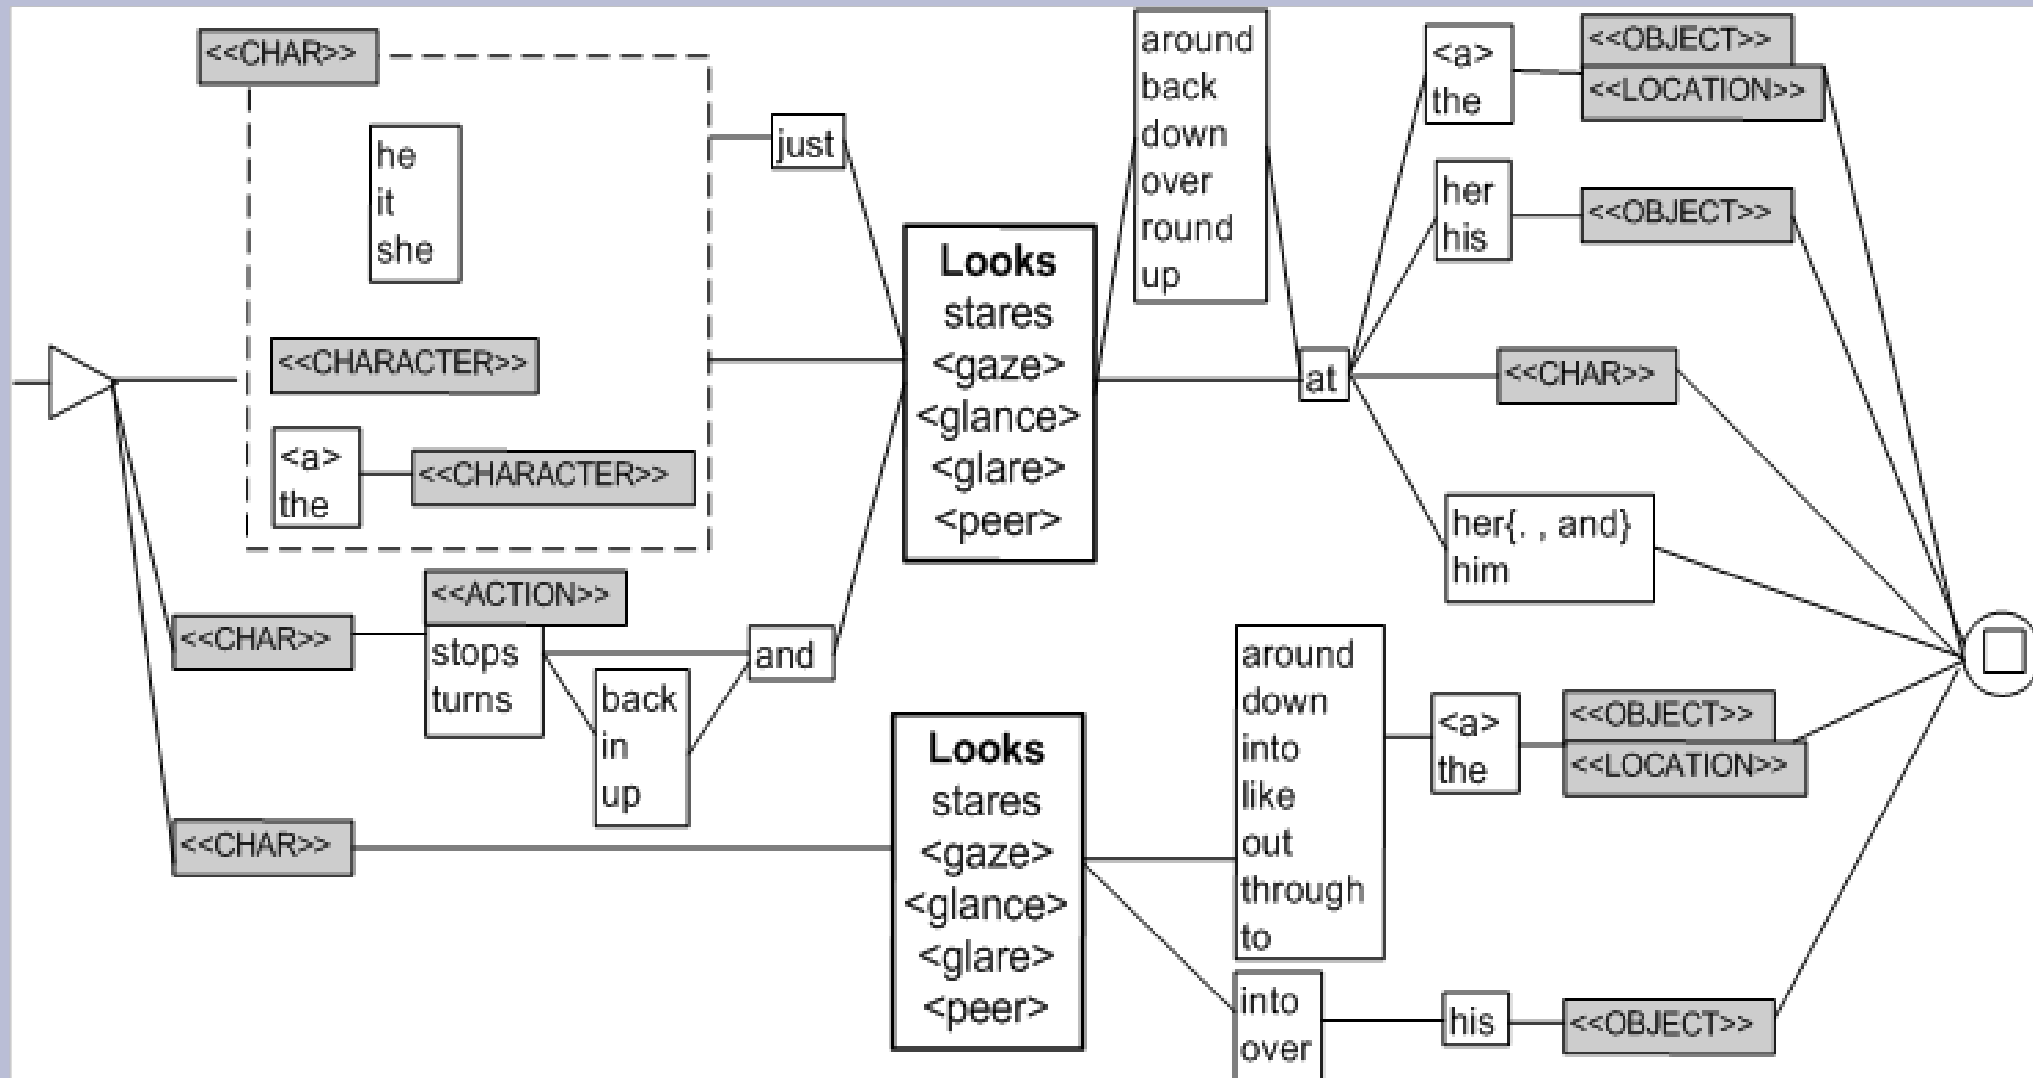 <<CHAR>>
he
it
she
<<CHARACTER>>
<a>
the
<<CHARACTER>>
just
<<CHAR>>
<<ACTION>>
stops
turns
back
in
up
and
<<CHAR>>
Looks
stares
<gaze>
<glance>
<glare>
<peer>
around
back
down
over
round
up
at
<a>
the
<<OBJECT>>
<<LOCATION>>
her
his
<<OBJECT>>
<<CHAR>>
her{. , and}
him
Looks
stares
<gaze>
<glance>
<glare>
<peer>
around
down
into
like
out
through
to
<a>
the
<<OBJECT>>
<<LOCATION>>
into
over
his
<<OBJECT>>